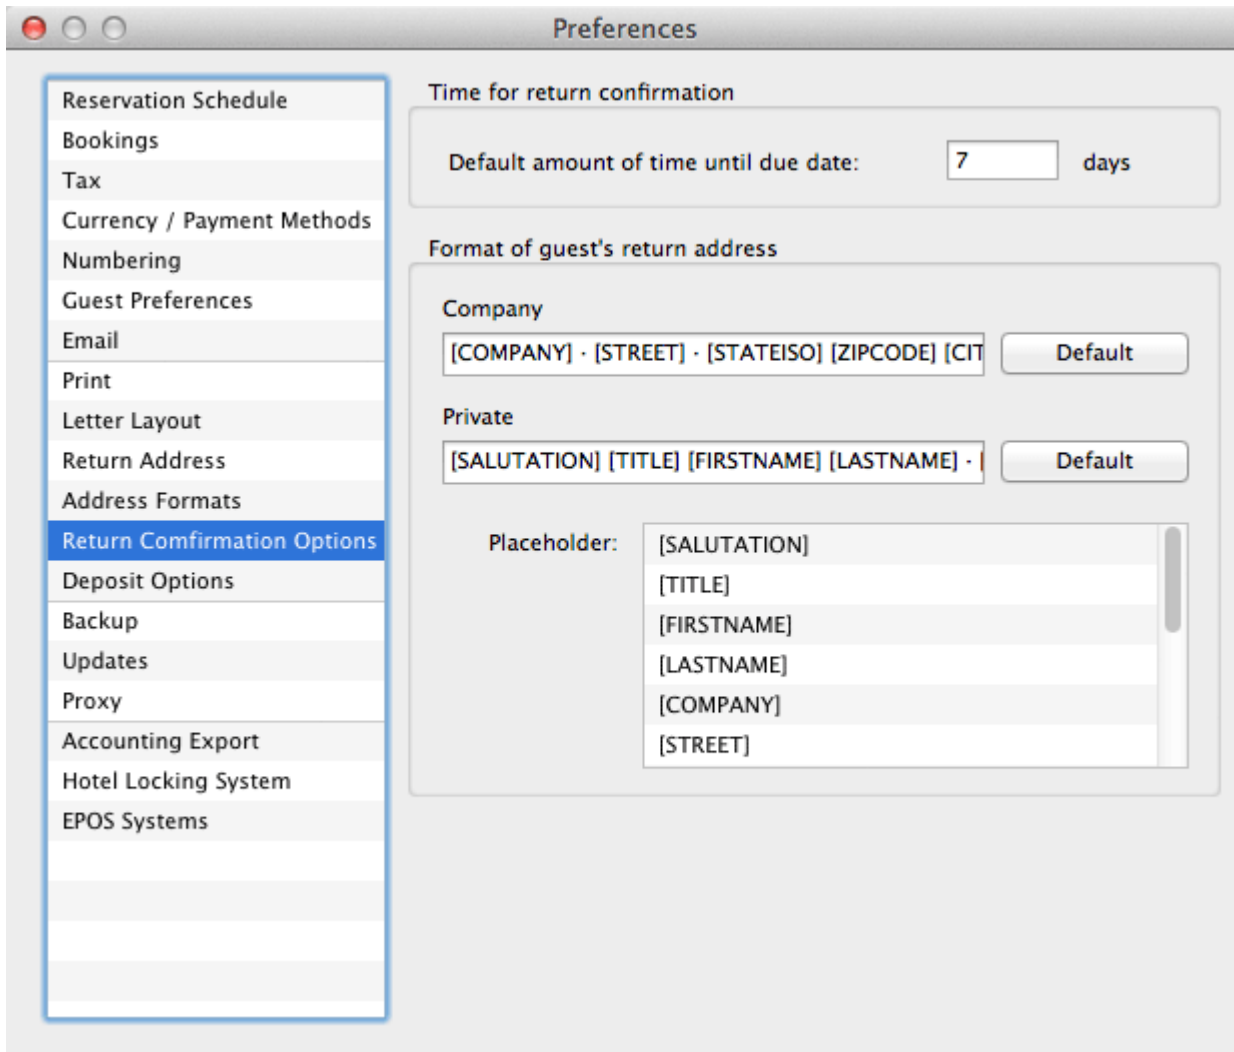 Preferences
Reservation Schedule
Bookings
Tax
Currency / Payment Methods
Numbering
Guest Preferences
Email
Print
Letter Layout
Return Address
Address Formats
Return Comfirmation Options
Deposit Options
Backup
Updates
Proxy
Accounting Export
Hotel Locking System
EPOS Systems
Time for return confirmation
Default amount of time until due date: 7 days
Format of guest's return address
Company
[COMPANY] · [STREET] · [STATEISO] [ZIPCODE] [CIT Default
Private
[SALUTATION] [TITLE] [FIRSTNAME] [LASTNAME] · [ Default
Placeholder: [SALUTATION]
[TITLE]
[FIRSTNAME]
[LASTNAME]
[COMPANY]
[STREET]